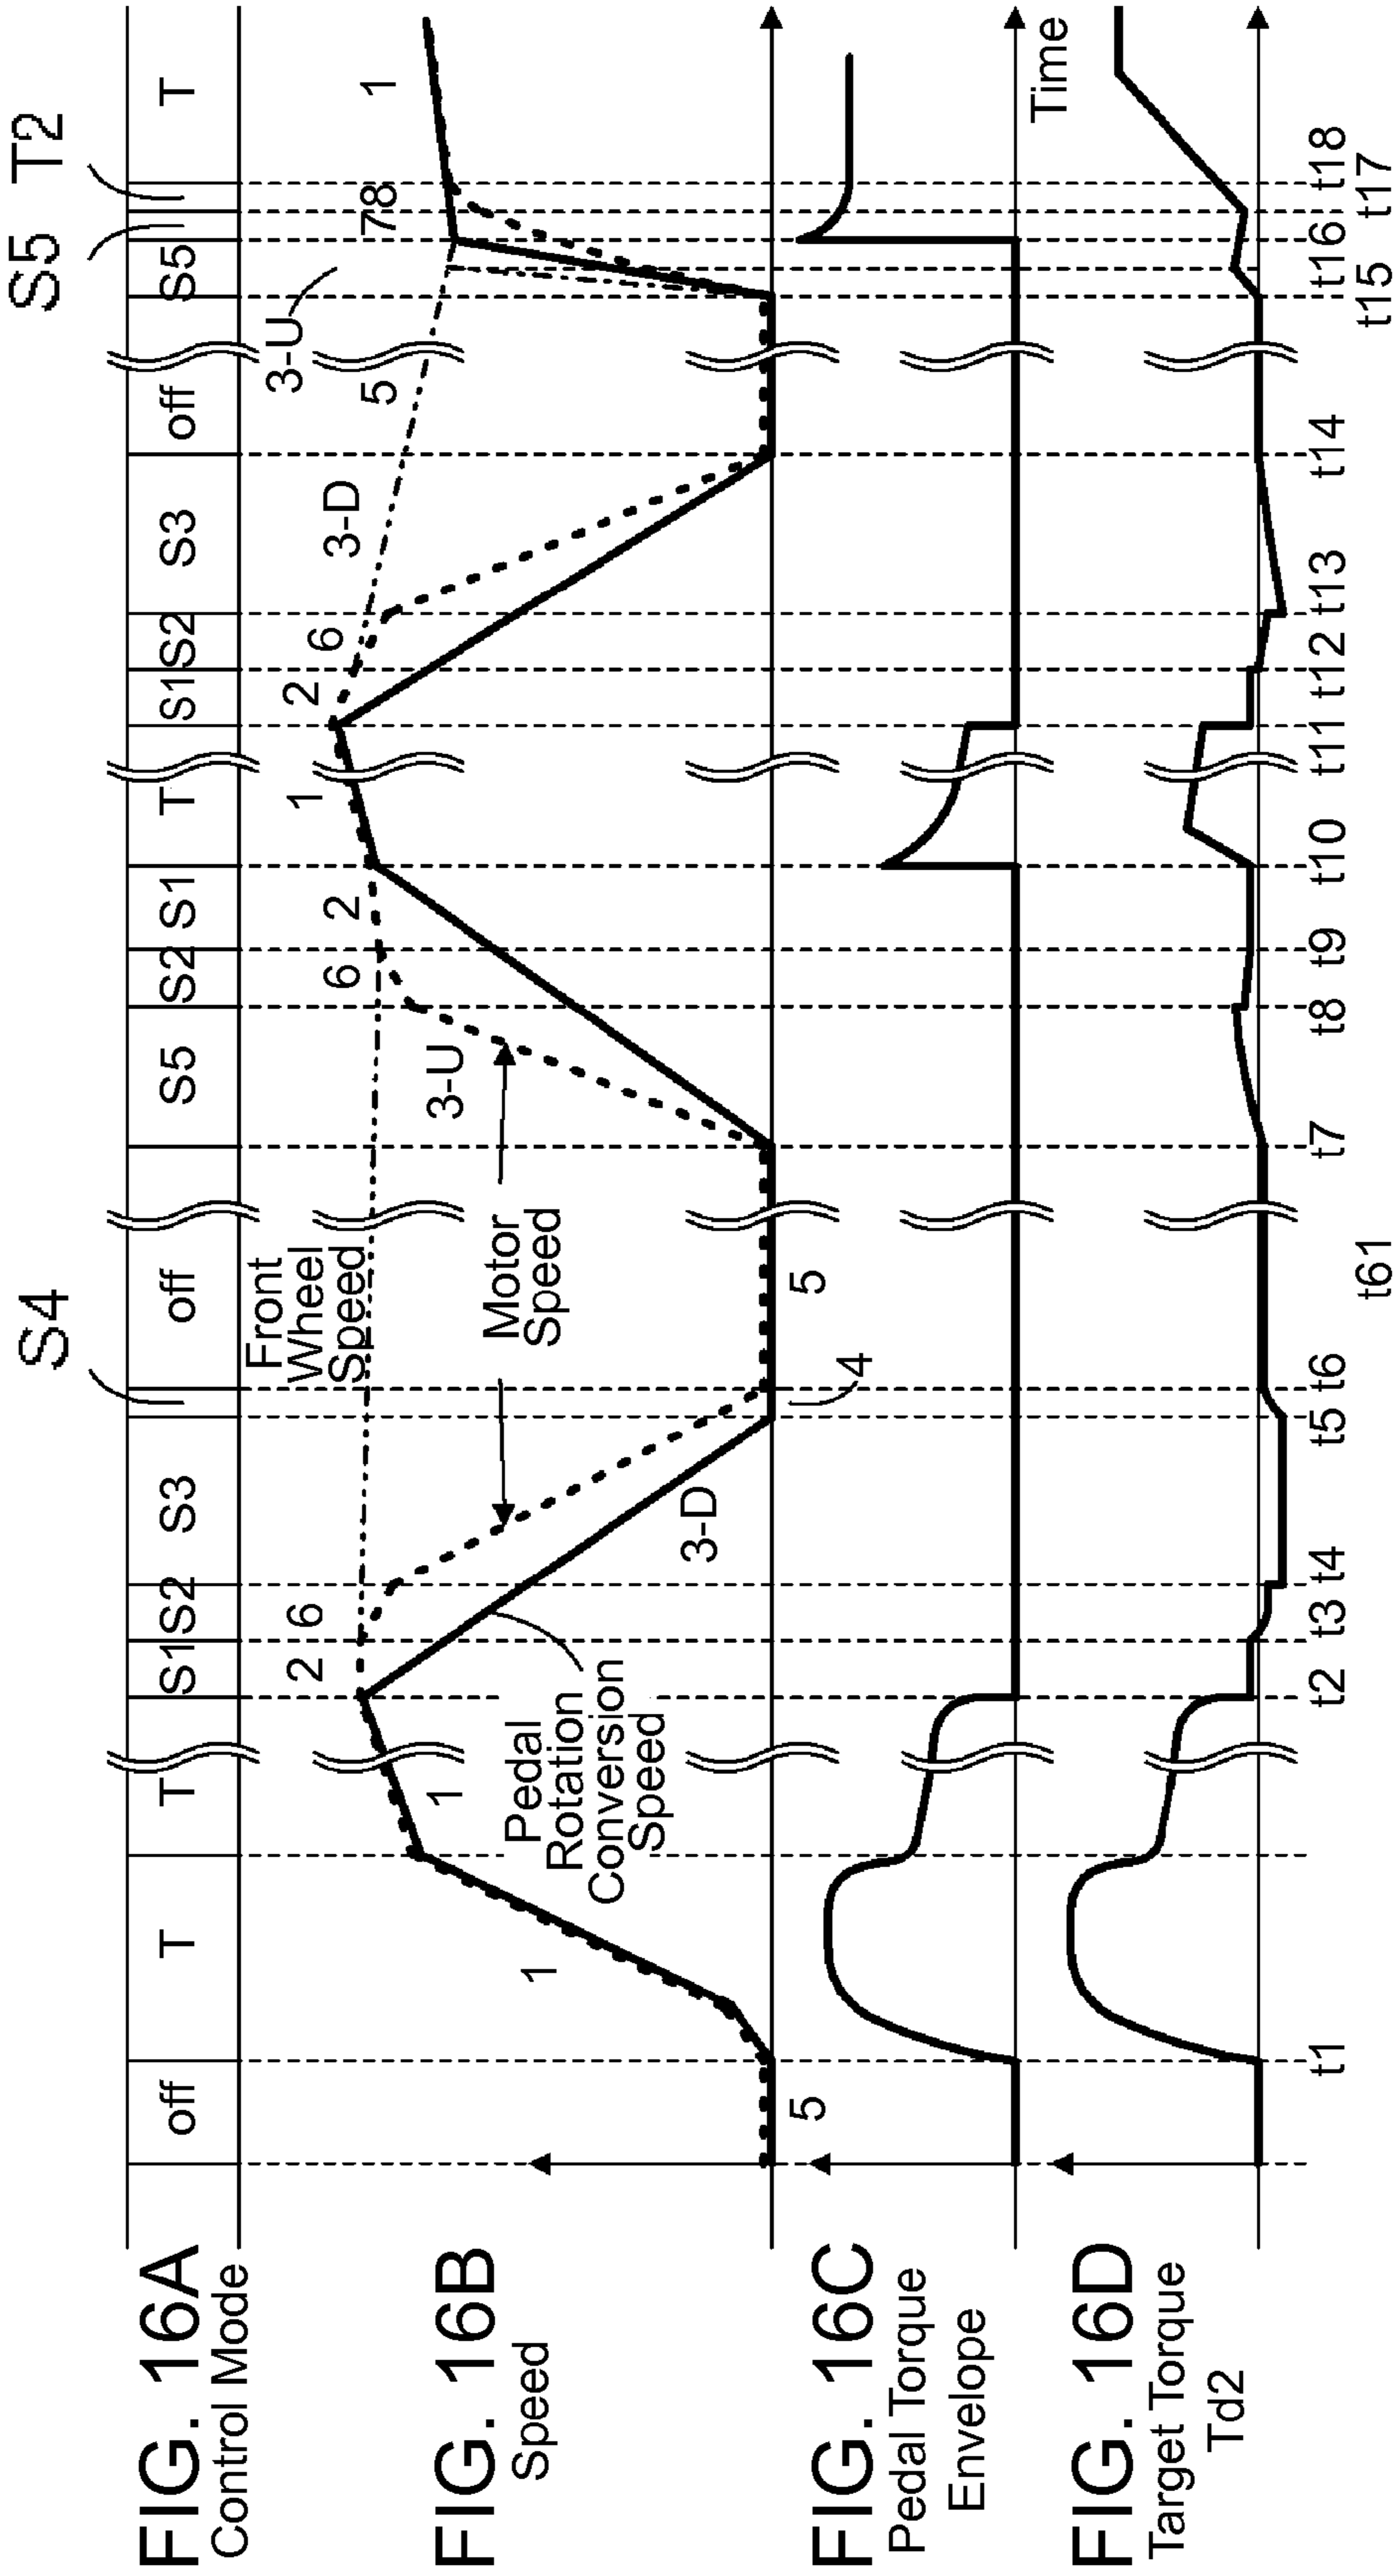 S4
S5
T2
FIG. 16A
Control Mode
off
T
T
S1
S2
S3
off
S5
S2
S1
T
S1
S2
S3
off
S5
T
FIG. 16B
Speed
5
1
1
2
6
3-D
4
5
3-U
6
2
1
2
6
3-D
5
3-U
7
8
1
Front
Wheel
Speed
Motor
Speed
Pedal
Rotation
Conversion
Speed
FIG. 16C
Pedal Torque
Envelope
Time
FIG. 16D
Target Torque
Td2
t1
t2
t3
t4
t5
t6
t61
t7
t8
t9
t10
t11
t12
t13
t14
t15
t16
t17
t18